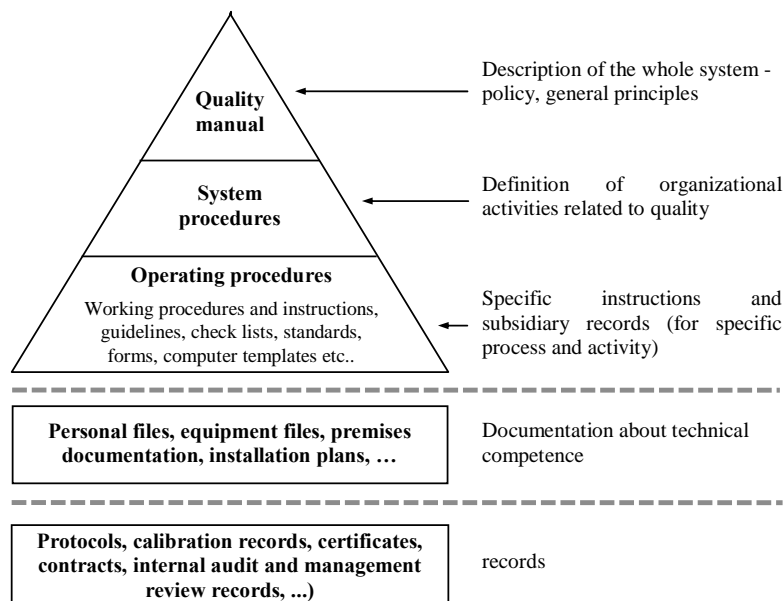 Quality
manual
Description of the whole system -
policy, general principles
System
procedures
Definition of organizational
activities related to quality
Operating procedures
Working procedures and instructions,
guidelines, check lists, standards,
forms, computer templates etc..
Specific instructions and
subsidiary records (for specific
process and activity)
Personal files, equipment files, premises
documentation, installation plans, …
Documentation about technical
competence
Protocols, calibration records, certificates,
contracts, internal audit and management
review records, ...)
records